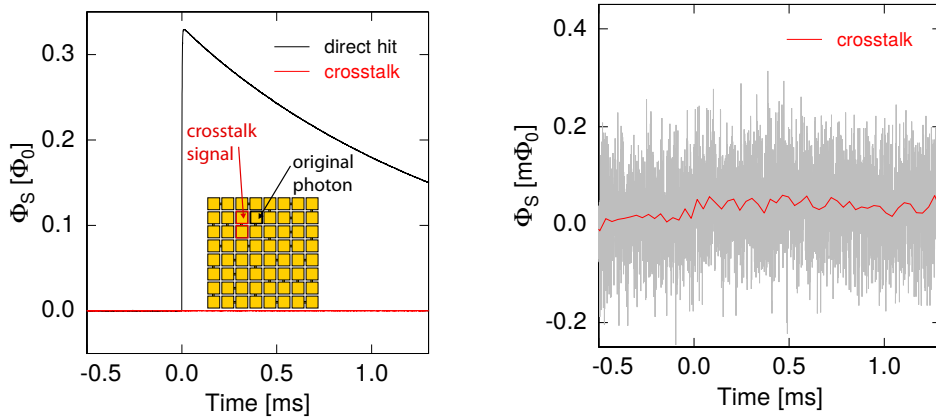 0.3
0.2
0.1
0.0
Φ_S [Φ_0]
direct hit
crosstalk
crosstalk
signal
original
photon
-0.5 0.0 0.5 1.0
Time [ms]
0.4
0.2
0.0
-0.2
Φ_S [mΦ_0]
crosstalk
-0.5 0.0 0.5 1.0
Time [ms]